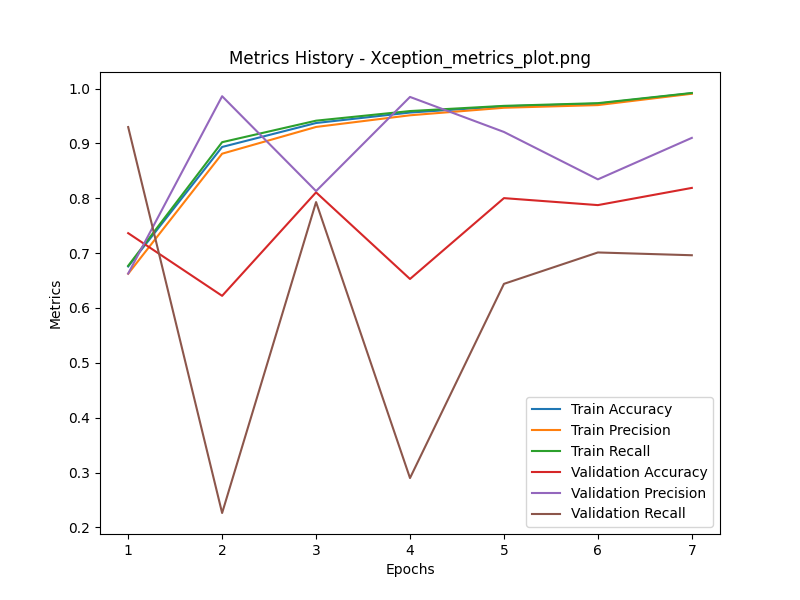 Metrics History - Xception_metrics_plot.png
1.0
0.9
0.8
0.7
0.6
0.5
0.4
0.3
0.2
Metrics
Train Accuracy
Train Precision
Train Recall
Validation Accuracy
Validation Precision
Validation Recall
1 2 3 4 5 6 7
Epochs